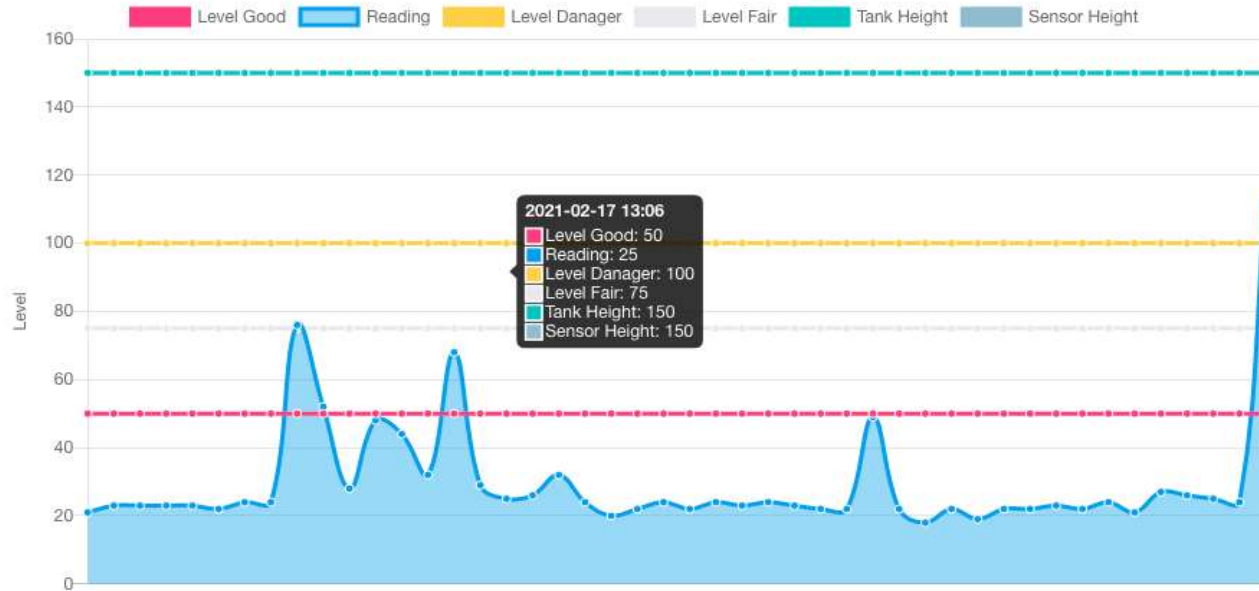 Level Good Reading Level Danager Level Fair Tank Height Sensor Height
160
140
120
100
80
60
40
20
0
Level
2021-02-17 13:06
Level Good: 50
Reading: 25
Level Danager: 100
Level Fair: 75
Tank Height: 150
Sensor Height: 150